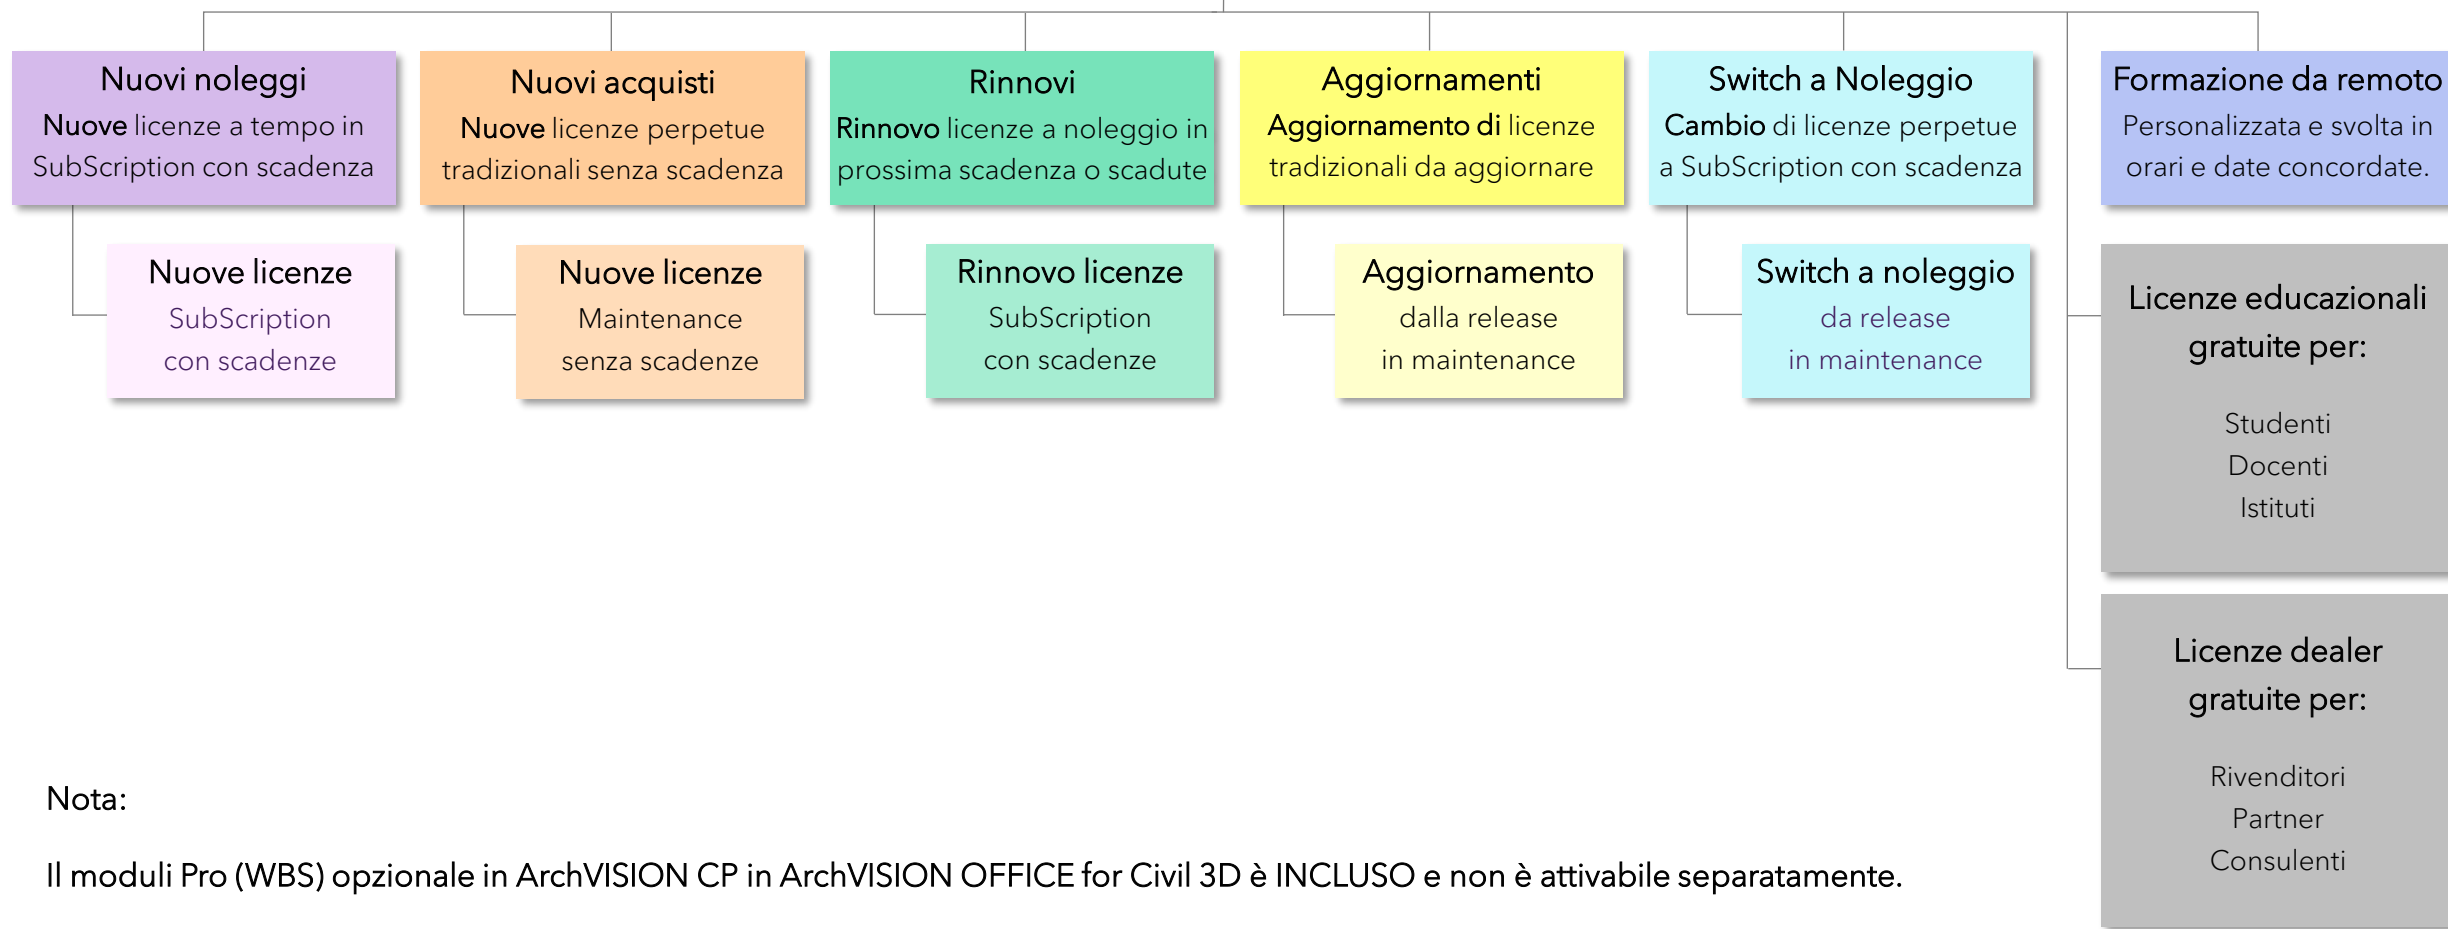 Nuovi noleggi
Nuove licenze a tempo in
SubScription con scadenza
Nuovi acquisti
Nuove licenze perpetue
tradizionali senza scadenza
Rinnovi
Rinnovo licenze a noleggio in
prossima scadenza o scadute
Aggiornamenti
Aggiornamento di licenze
tradizionali da aggiornare
Switch a Noleggio
Cambio di licenze perpetue
a SubScription con scadenza
Formazione da remoto
Personalizzata e svolta in
orari e date concordate.
Nuove licenze
SubScription
con scadenze
Nuove licenze
Maintenance
senza scadenze
Rinnovo licenze
SubScription
con scadenze
Aggiornamento
dalla release
in maintenance
Switch a noleggio
da release
in maintenance
Licenze educazionali
gratuite per:
Studenti
Docenti
Istituti
Licenze dealer
gratuite per:
Rivenditori
Partner
Consulenti
Nota:
Il moduli Pro (WBS) opzionale in ArchVISION CP in ArchVISION OFFICE for Civil 3D è INCLUSO e non è attivabile separatamente.